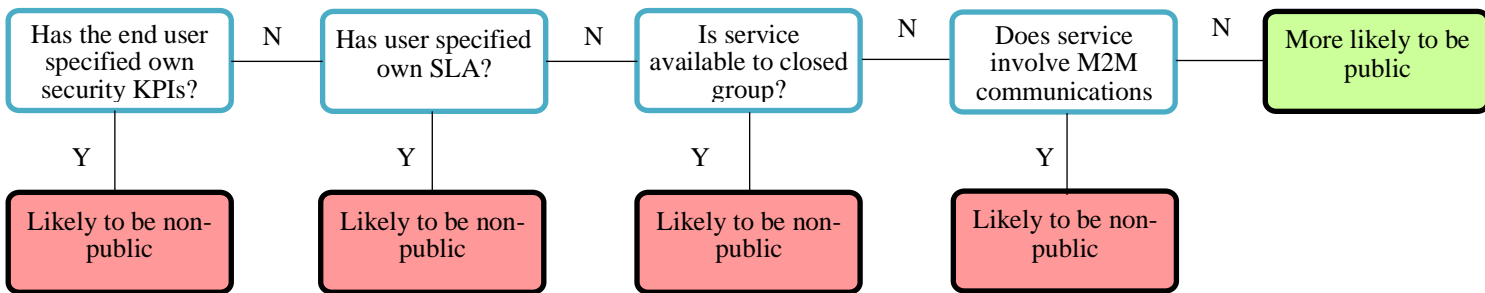 Has the end user
specified own
security KPIs?
N
Has user specified
own SLA?
N
Is service
available to closed
group?
N
Does service
involve M2M
communications
N
More likely to be
public
Y
Y
Y
Y
Likely to be non-
public
Likely to be non-
public
Likely to be non-
public
Likely to be non-
public